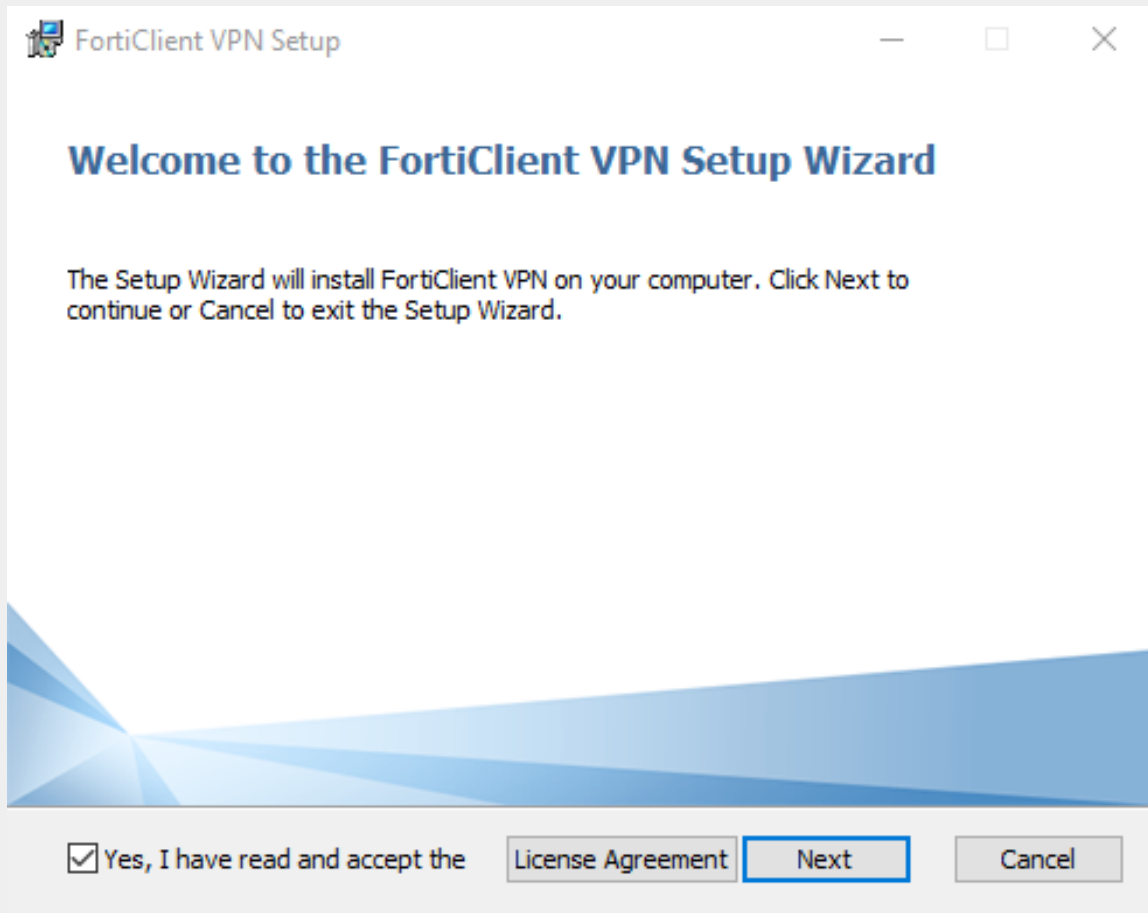 FortiClient VPN Setup
Welcome to the FortiClient VPN Setup Wizard
The Setup Wizard will install FortiClient VPN on your computer. Click Next to
continue or Cancel to exit the Setup Wizard.
Yes, I have read and accept the License Agreement Next Cancel